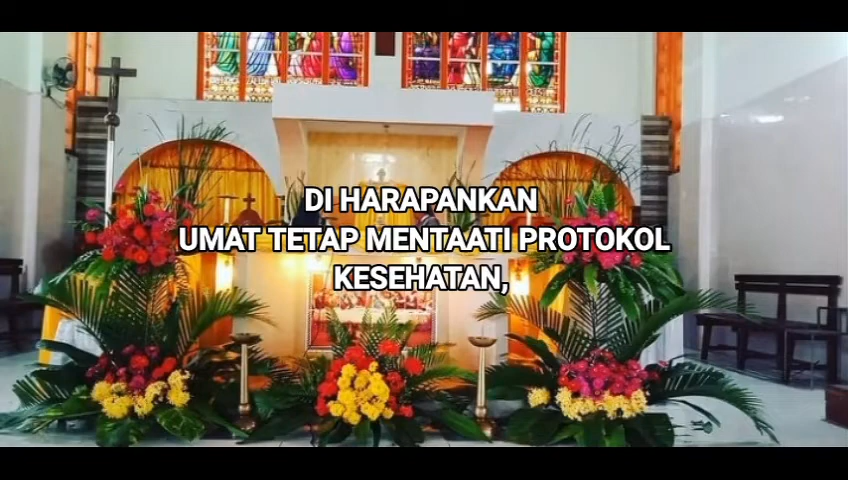 DI HARAPANKAN
UMAT TETAP MENTAATI PROTOKOL
KESEHATAN,